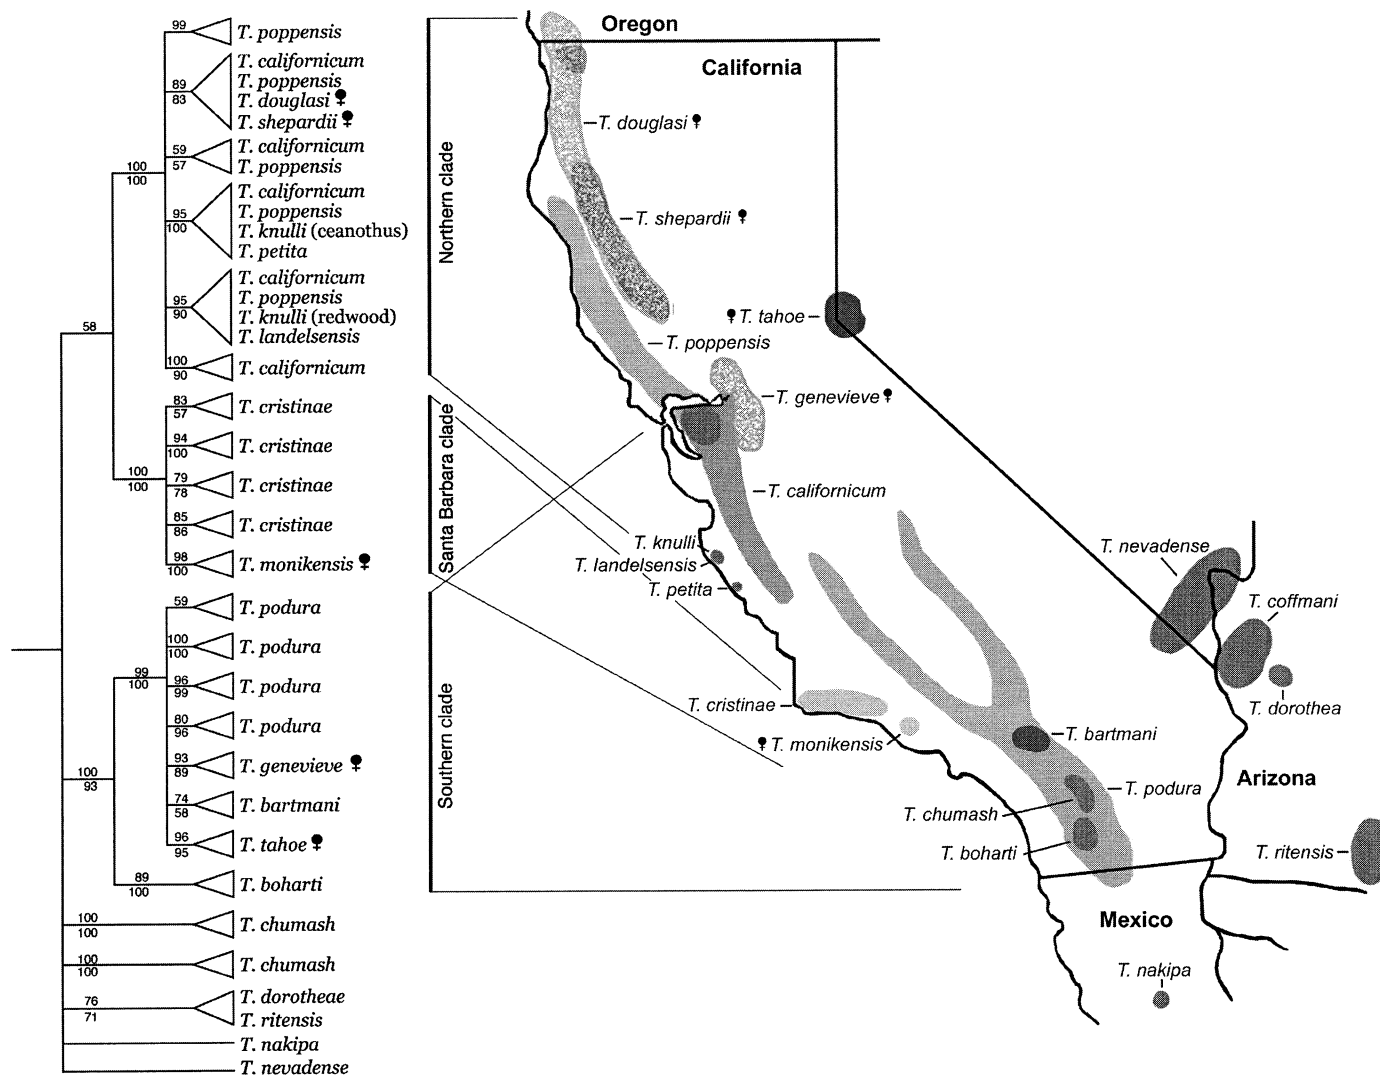 99
T. poppensis
T. californicum
89
T. poppensis
83
T. douglasi ♀
T. shepardii ♀
59
T. californicum
57
T. poppensis
100
100
T. californicum
95
T. poppensis
100
T. knulli (ceanothus)
T. petita
T. californicum
95
T. poppensis
90
T. knulli (redwood)
T. landelsensis
58
100
90
T. californicum
83
57
T. cristinae
94
100
T. cristinae
100
100
79
78
T. cristinae
85
86
T. cristinae
98
100
T. monikensis ♀
59
T. podura
100
100
T. podura
99
100
96
99
T. podura
80
96
T. podura
93
89
T. genevieve ♀
100
93
74
58
T. bartmani
96
95
T. tahoe ♀
89
100
T. boharti
100
100
T. chumash
100
100
T. chumash
76
71
T. dorotheae
T. ritensis
T. nakipa
T. nevadense
Northern clade
Santa Barbara clade
Southern clade
Oregon
California
T. douglasi ♀
T. shepardii ♀
♀ T. tahoe
T. poppensis
T. genevieve ♀
T. californicum
T. knulli
T. landelsensis
T. petita
T. nevadense
T. coffmani
T. dorothea
T. cristinae
♀ T. monikensis
T. bartmani
T. podura
T. chumash
T. boharti
Arizona
T. ritensis
Mexico
T. nakipa